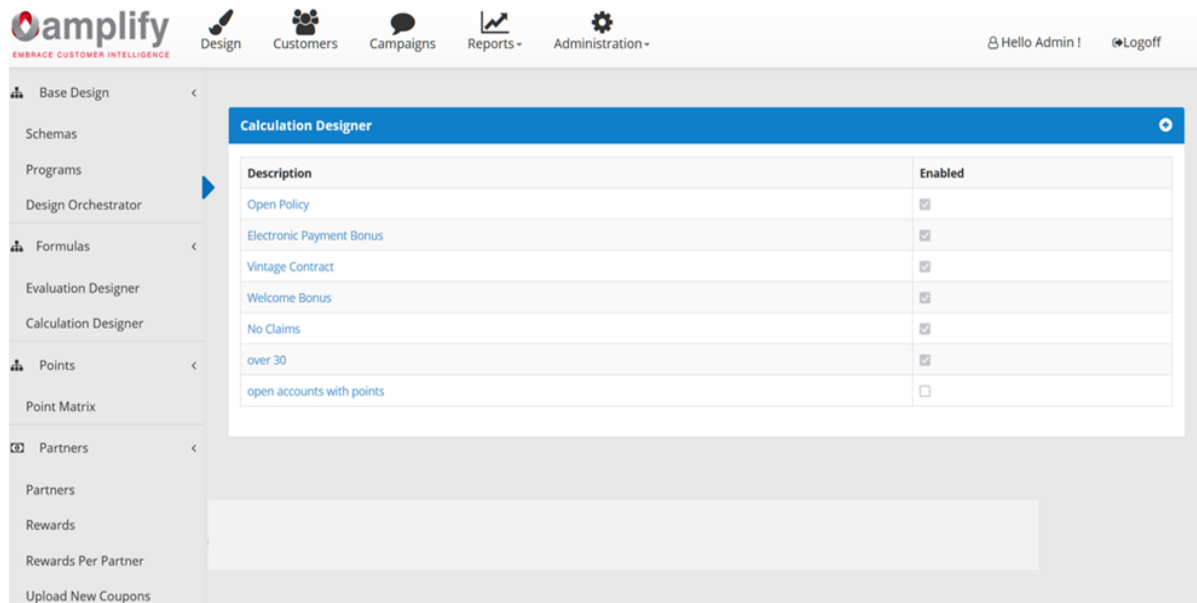 amplify
EMBRACE CUSTOMER INTELLIGENCE
Design
Customers
Campaigns
Reports
Administration
Hello Admin !
Logoff
Base Design
Schemas
Programs
Design Orchestrator
Formulas
Evaluation Designer
Calculation Designer
Points
Point Matrix
Partners
Partners
Rewards
Rewards Per Partner
Upload New Coupons
Calculation Designer
Description Enabled
Open Policy
Electronic Payment Bonus
Vintage Contract
Welcome Bonus
No Claims
over 30
open accounts with points